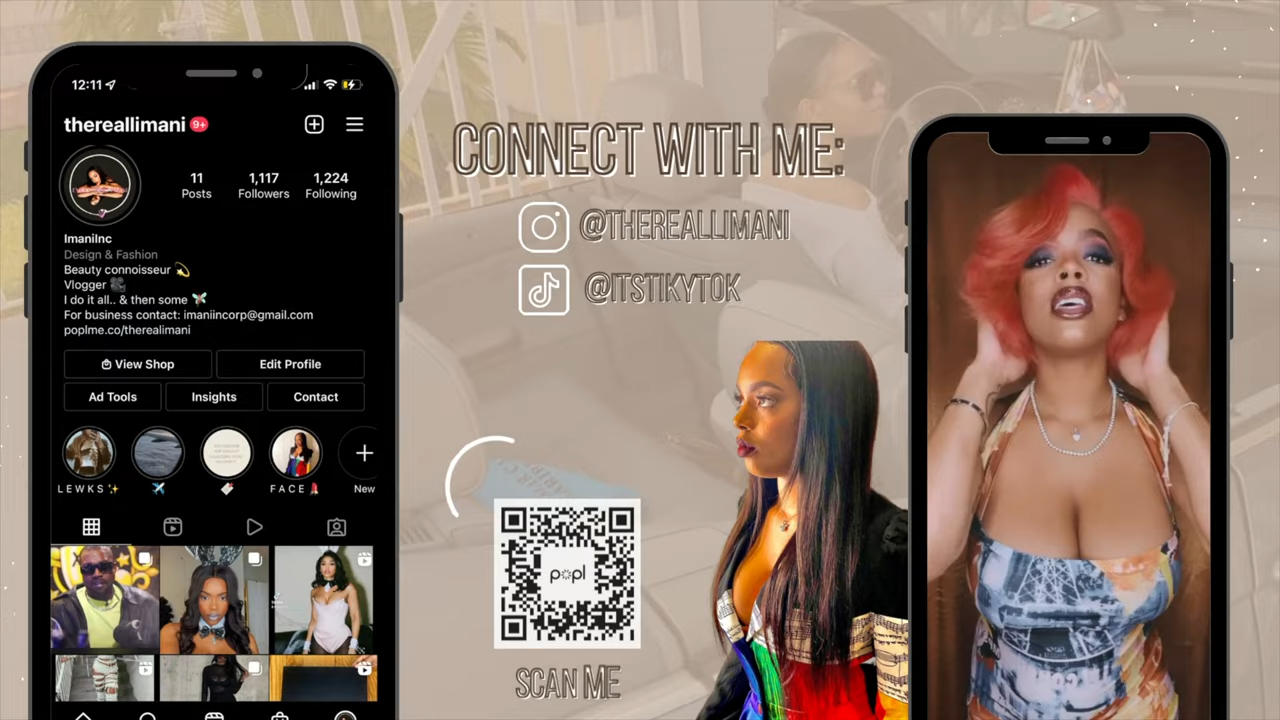 12:11
thereallimani 9+
11
Posts
1,117
Followers
1,224
Following
ImaniInc
Design & Fashion
Beauty connoisseur 💫
Vlogger 🎥
I do it all.. & then some
For business contact: imaniincorp@gmail.com
poplme.co/therealimani
View Shop
Edit Profile
Ad Tools
Insights
Contact
LEWKS✨
✈️
FACE💄
New
CONNECT WITH ME:
@THEREALLIMANI
@ITSTIKYTOK
popl
SCAN ME